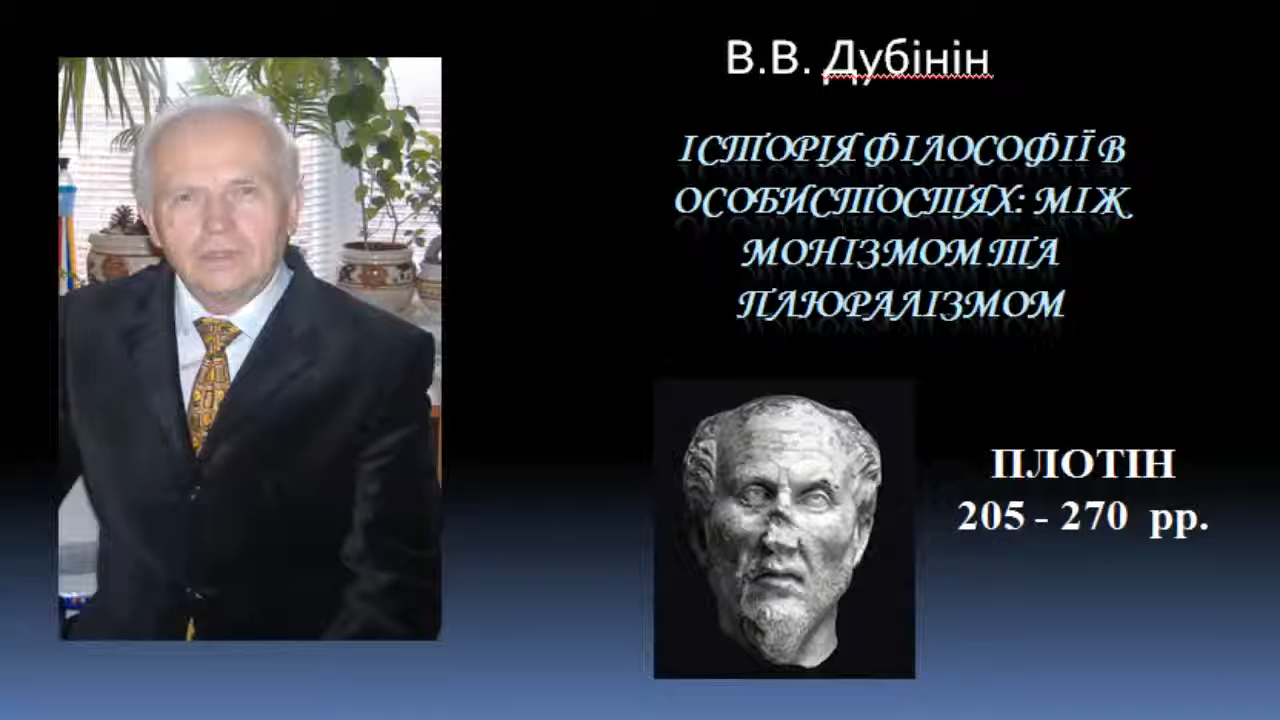 В.В. Дубінін
ІСТОРІЯ ФІЛОСОФІЇ В
ОСОБИСТОСТЯХ: МІЖ
МОНІЗМОМ ТА
ПЛЮРАЛІЗМОМ
ПЛОТІН
205 - 270 рр.